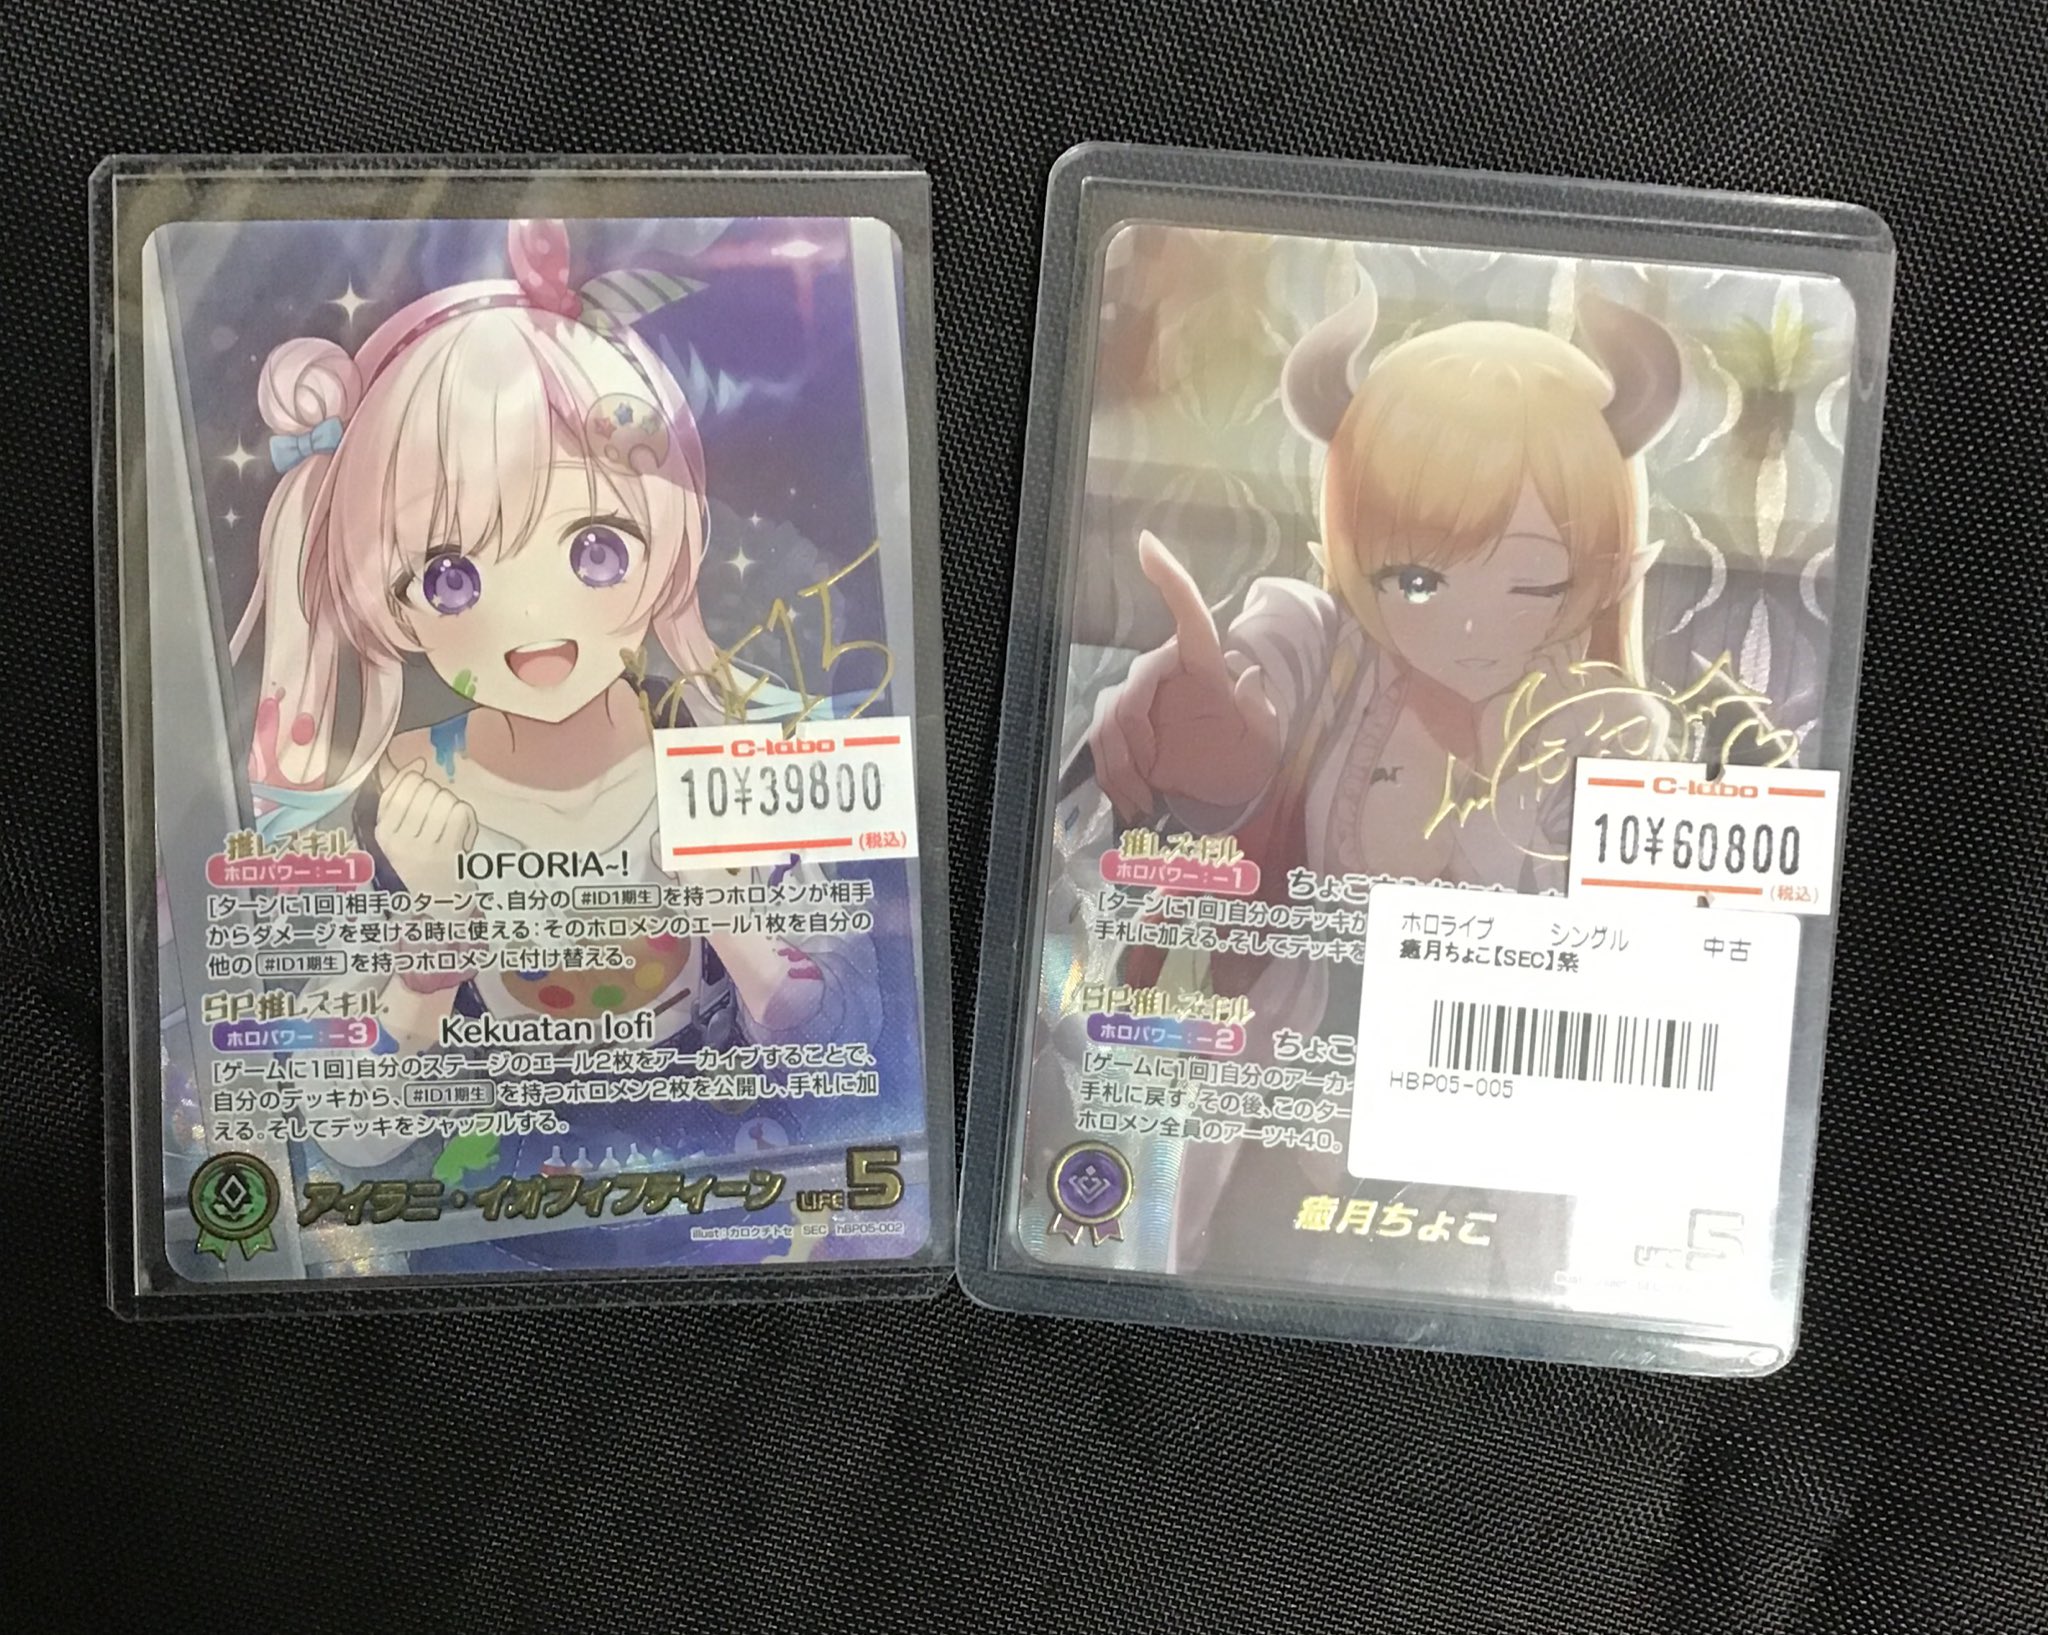 C-labo
10¥39800
(税込)
推しスキル
ホロパワー:-1
IOFORIA~!
[ターンに1回]相手のターンで、自分の #ID1期生 を持つホロメンが相手
からダメージを受ける時に使える:そのホロメンのエール1枚を自分の
他の #ID1期生 を持つホロメンに付け替える。
SP推しスキル
ホロパワー:-3
Kekuatan Iofi
[ゲームに1回]自分のステージのエール2枚をアーカイブすることで、
自分のデッキから、#ID1期生 を持つホロメン2枚を公開し、手札に加
える。そしてデッキをシャッフルする。
アイラニ・イオフィフティーン
LIFE 5
illust:カロクチトセ SEC hBP05-002
C-labo
10¥60800
(税込)
推しスキル
ホロパワー:-1
ちょこ
[ターンに1回]自分のデッキか
手札に加える。そしてデッキを
SP推しスキル
ホロパワー:-2
ちょこ
[ゲームに1回]自分のアーカ
手札に戻す。その後、このター
ホロメン全員のアーツ+40。
癒月ちょこ
LIFE 5
ホロライブ シングル 中古
癒月ちょこ【SEC】紫
HBP05-005